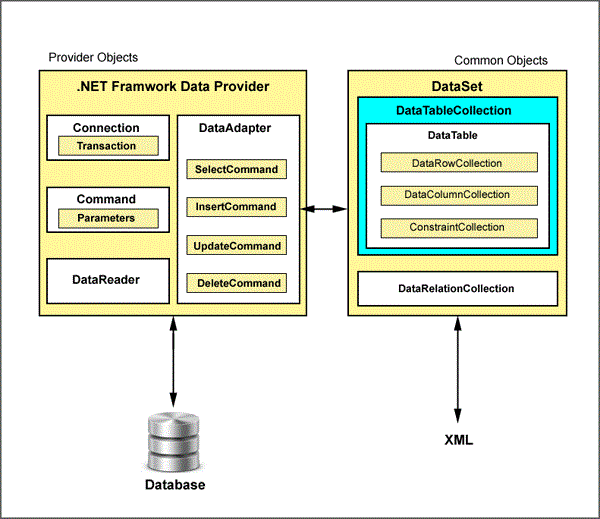 Provider Objects
.NET Framwork Data Provider
Connection
Transaction
Command
Parameters
DataReader
DataAdapter
SelectCommand
InsertCommand
UpdateCommand
DeleteCommand
Common Objects
DataSet
DataTableCollection
DataTable
DataRowCollection
DataColumnCollection
ConstraintCollection
DataRelationCollection
Database
XML